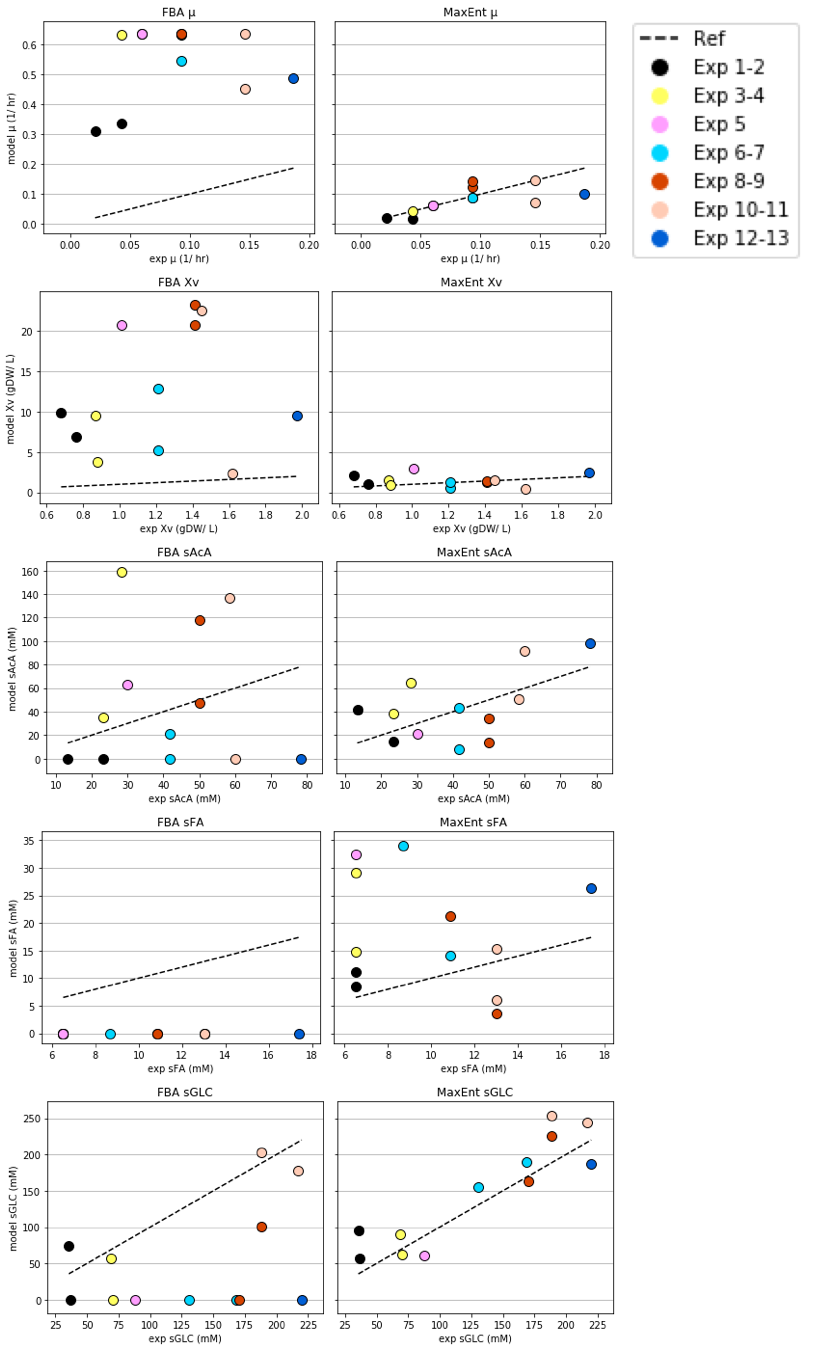 FBA μ
MaxEnt μ
model μ (1/ hr)
0.6
0.5
0.4
0.3
0.2
0.1
0.0
0.00 0.05 0.10 0.15 0.20
0.00 0.05 0.10 0.15 0.20
exp μ (1/ hr)
exp μ (1/ hr)
Ref
Exp 1-2
Exp 3-4
Exp 5
Exp 6-7
Exp 8-9
Exp 10-11
Exp 12-13
FBA Xv
MaxEnt Xv
model Xv (gDW/ L)
20
15
10
5
0
0.6 0.8 1.0 1.2 1.4 1.6 1.8 2.0
0.6 0.8 1.0 1.2 1.4 1.6 1.8 2.0
exp Xv (gDW/ L)
exp Xv (gDW/ L)
FBA sAcA
MaxEnt sAcA
model sAcA (mM)
160
140
120
100
80
60
40
20
0
10 20 30 40 50 60 70 80
10 20 30 40 50 60 70 80
exp sAcA (mM)
exp sAcA (mM)
FBA sFA
MaxEnt sFA
model sFA (mM)
35
30
25
20
15
10
5
0
6 8 10 12 14 16 18
6 8 10 12 14 16 18
exp sFA (mM)
exp sFA (mM)
FBA sGLC
MaxEnt sGLC
model sGLC (mM)
250
200
150
100
50
0
25 50 75 100 125 150 175 200 225
25 50 75 100 125 150 175 200 225
exp sGLC (mM)
exp sGLC (mM)